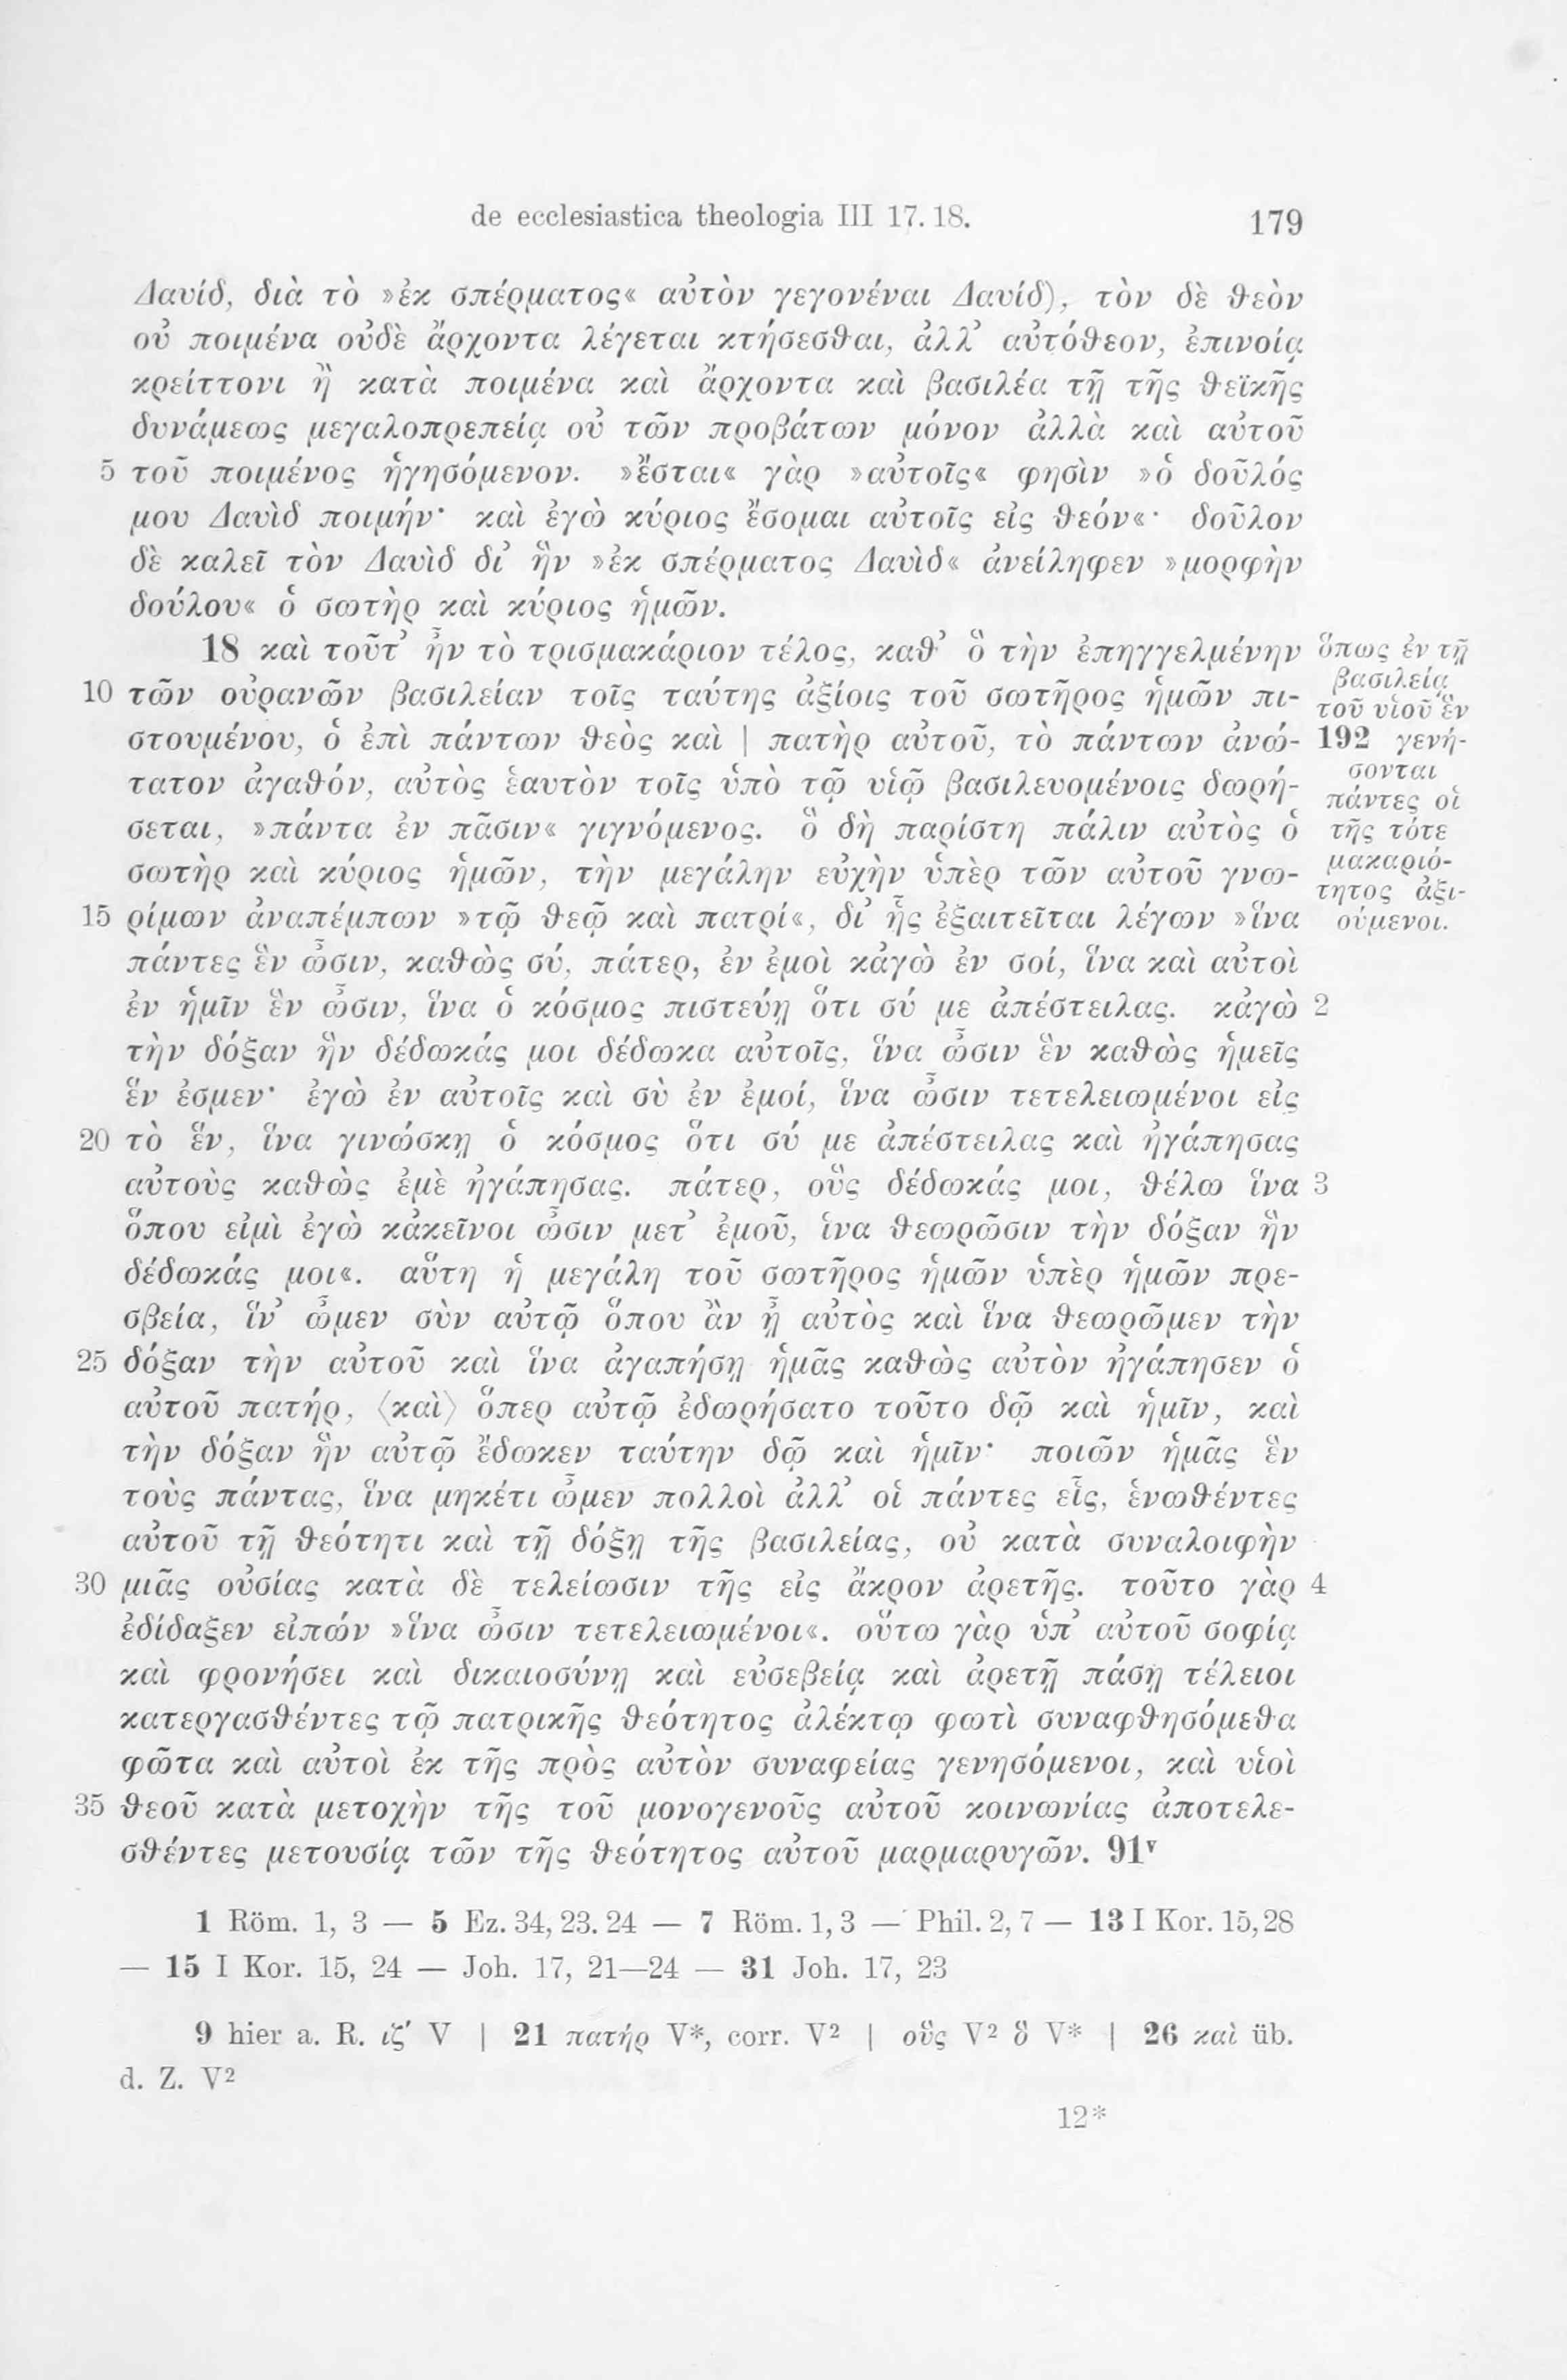 de ecclesiastica theologia III 17. 18. 179
Δαυίδ, διὰ τὸ »ἐκ σπέρματος« αὐτὸν γεγονέναι Δαυίδ), τὸν δὲ θεὸν
οὐ ποιμένα οὐδὲ ἄρχοντα λέγεται κτήσεσθαι, ἀλλ᾽ αὐτόθεον, ἐπινοίᾳ
κρείττονι ἢ κατὰ ποιμένα καὶ ἄρχοντα καὶ βασιλέα τῇ τῆς θεϊκῆς
δυνάμεως μεγαλοπρεπείᾳ οὐ τῶν προβάτων μόνον ἀλλὰ καὶ αὐτοῦ
5 τοῦ ποιμένος ἡγησόμενον. »ἔσται« γὰρ »αὐτοῖς« φησὶν »ὁ δοῦλός
μου Δαυὶδ ποιμήν· καὶ ἐγὼ κύριος ἔσομαι αὐτοῖς εἰς θεόν«· δοῦλον
δὲ καλεῖ τὸν Δαυὶδ δι᾽ ἣν »ἐκ σπέρματος Δαυὶδ« ἀνείληφεν »μορφὴν
δούλου« ὁ σωτὴρ καὶ κύριος ἡμῶν.
18 καὶ τοῦτ᾽ ἦν τὸ τρισμακάριον τέλος, καθ᾽ ὃ τὴν ἐπηγγελμένην ὅπως ἐν τῇ
βασιλείᾳ
10 τῶν οὐρανῶν βασιλείαν τοῖς ταύτης ἀξίοις τοῦ σωτῆρος ἡμῶν πι- τοῦ υἱοῦ ἓν
στουμένου, ὁ ἐπὶ πάντων θεὸς καὶ | πατὴρ αὐτοῦ, τὸ πάντων ἀνώ- 192 γενή-
σονται
τατον ἀγαθόν, αὐτὸς ἑαυτὸν τοῖς ὑπὸ τῷ υἱῷ βασιλευομένοις δωρή- πάντες οἱ
σεται, »πάντα ἐν πᾶσιν« γιγνόμενος. ὃ δὴ παρίστη πάλιν αὐτὸς ὁ τῆς τότε
μακαριό-
σωτὴρ καὶ κύριος ἡμῶν, τὴν μεγάλην εὐχὴν ὑπὲρ τῶν αὐτοῦ γνω- τητος ἀξι-
15 ρίμων ἀναπέμπων »τῷ θεῷ καὶ πατρί«, δι᾽ ἧς ἐξαιτεῖται λέγων »ἵνα ούμενοι.
πάντες ἓν ὦσιν, καθὼς σύ, πάτερ, ἐν ἐμοὶ κἀγὼ ἐν σοί, ἵνα καὶ αὐτοὶ
ἐν ἡμῖν ἓν ὦσιν, ἵνα ὁ κόσμος πιστεύῃ ὅτι σύ με ἀπέστειλας. κἀγὼ 2
τὴν δόξαν ἣν δέδωκάς μοι δέδωκα αὐτοῖς, ἵνα ὦσιν ἓν καθὼς ἡμεῖς
ἕν ἐσμεν· ἐγὼ ἐν αὐτοῖς καὶ σὺ ἐν ἐμοί, ἵνα ὦσιν τετελειωμένοι εἰς
20 τὸ ἕν, ἵνα γινώσκῃ ὁ κόσμος ὅτι σύ με ἀπέστειλας καὶ ἠγάπησας
αὐτοὺς καθὼς ἐμὲ ἠγάπησας. πάτερ, οὓς δέδωκάς μοι, θέλω ἵνα 3
ὅπου εἰμὶ ἐγὼ κἀκεῖνοι ὦσιν μετ᾽ ἐμοῦ, ἵνα θεωρῶσιν τὴν δόξαν ἣν
δέδωκάς μοι«. αὕτη ἡ μεγάλη τοῦ σωτῆρος ἡμῶν ὑπὲρ ἡμῶν πρε-
σβεία, ἵν᾽ ὦμεν σὺν αὐτῷ ὅπου ἂν ᾖ αὐτὸς καὶ ἵνα θεωρῶμεν τὴν
25 δόξαν τὴν αὐτοῦ καὶ ἵνα ἀγαπήσῃ ἡμᾶς καθὼς αὐτὸν ἠγάπησεν ὁ
αὐτοῦ πατήρ, ⟨καὶ⟩ ὅπερ αὐτῷ ἐδωρήσατο τοῦτο δῷ καὶ ἡμῖν, καὶ
τὴν δόξαν ἣν αὐτῷ ἔδωκεν ταύτην δῷ καὶ ἡμῖν· ποιῶν ἡμᾶς ἓν
τοὺς πάντας, ἵνα μηκέτι ὦμεν πολλοὶ ἀλλ᾽ οἱ πάντες εἷς, ἑνωθέντες
αὐτοῦ τῇ θεότητι καὶ τῇ δόξῃ τῆς βασιλείας, οὐ κατὰ συναλοιφὴν
30 μιᾶς οὐσίας κατὰ δὲ τελείωσιν τῆς εἰς ἄκρον ἀρετῆς. τοῦτο γὰρ 4
ἐδίδαξεν εἰπών »ἵνα ὦσιν τετελειωμένοι«. οὕτω γὰρ ὑπ᾽ αὐτοῦ σοφίᾳ
καὶ φρονήσει καὶ δικαιοσύνῃ καὶ εὐσεβείᾳ καὶ ἀρετῇ πάσῃ τέλειοι
κατεργασθέντες τῷ πατρικῆς θεότητος ἀλέκτῳ φωτὶ συναφθησόμεθα
φῶτα καὶ αὐτοὶ ἐκ τῆς πρὸς αὐτὸν συναφείας γενησόμενοι, καὶ υἱοὶ
35 θεοῦ κατὰ μετοχὴν τῆς τοῦ μονογενοῦς αὐτοῦ κοινωνίας ἀποτελε-
σθέντες μετουσίᾳ τῶν τῆς θεότητος αὐτοῦ μαρμαρυγῶν. 91ᵛ
1 Röm. 1, 3 — 5 Ez. 34, 23. 24 — 7 Röm. 1, 3 — Phil. 2, 7 — 13 I Kor. 15, 28
— 15 I Kor. 15, 24 — Joh. 17, 21—24 — 31 Joh. 17, 23
9 hier a. R. ιζ′ V | 21 πατήρ V*, corr. V² | οὓς V² ὃ V* | 26 καὶ üb.
d. Z. V²
12*